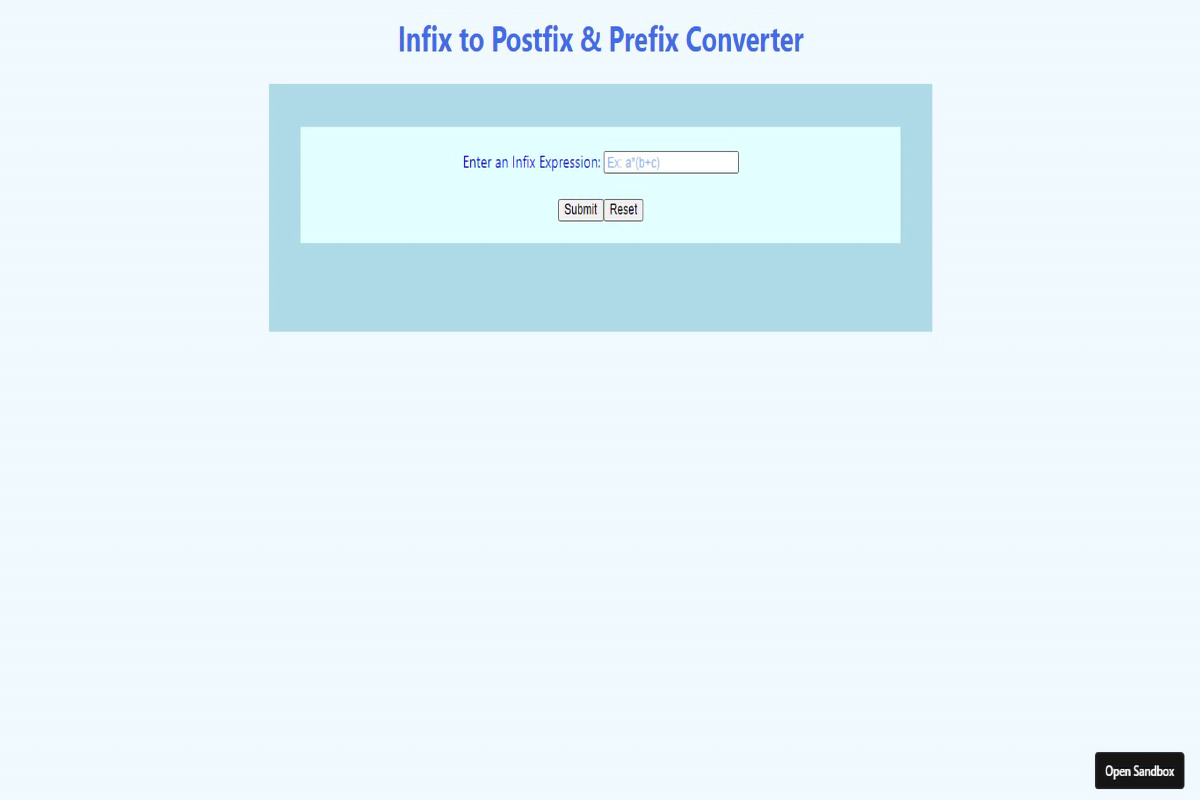 Infix to Postfix & Prefix Converter
Enter an Infix Expression: Ex: a*(b+c)
Submit Reset
Open Sandbox